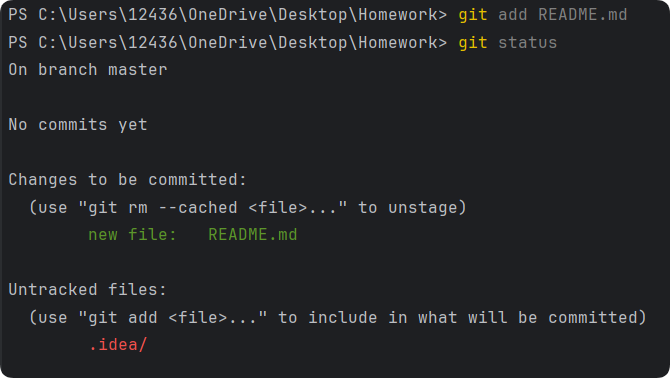 PS C:\Users\12436\OneDrive\Desktop\Homework> git add README.md
PS C:\Users\12436\OneDrive\Desktop\Homework> git status
On branch master
No commits yet
Changes to be committed:
(use "git rm --cached <file>..." to unstage)
new file:   README.md
Untracked files:
(use "git add <file>..." to include in what will be committed)
.idea/